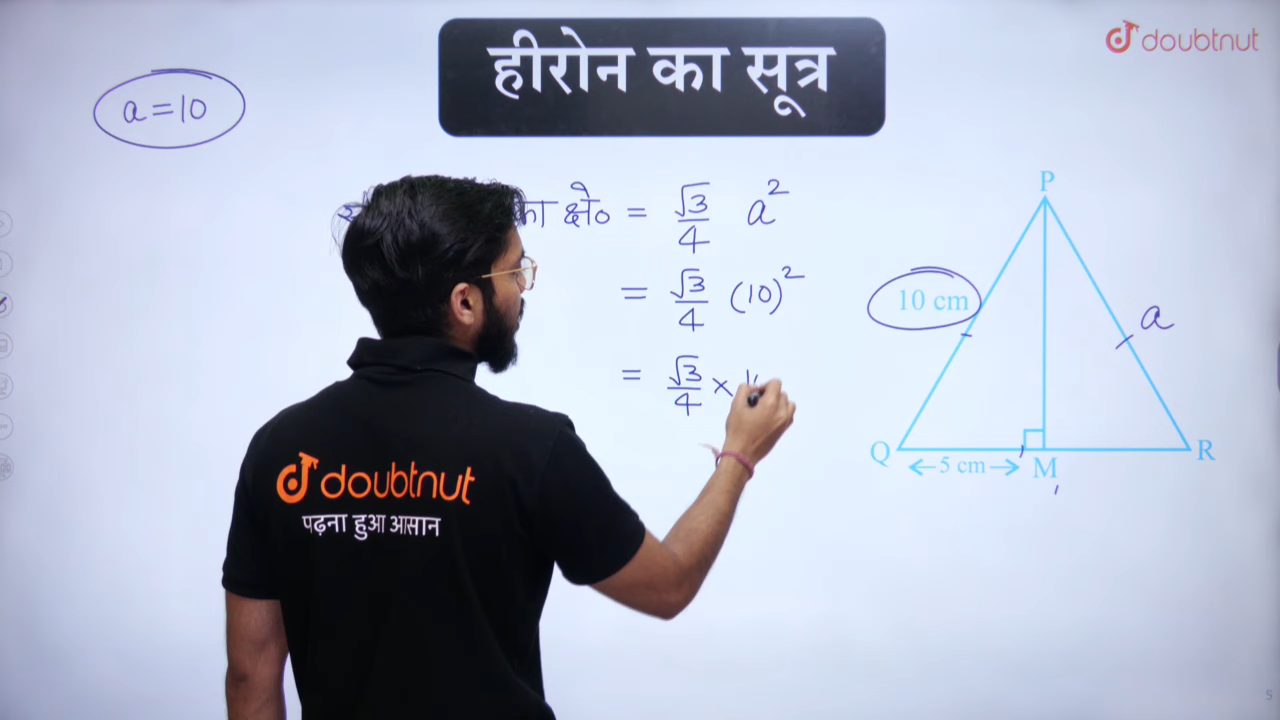 हीरोन का सूत्र
doubtnut
a = 10
का क्षे० = √3/4 a²
= √3/4 (10)²
= √3/4 ×
P
10 cm
a
Q
5 cm
M
R
doubtnut
पढ़ना हुआ आसान
5